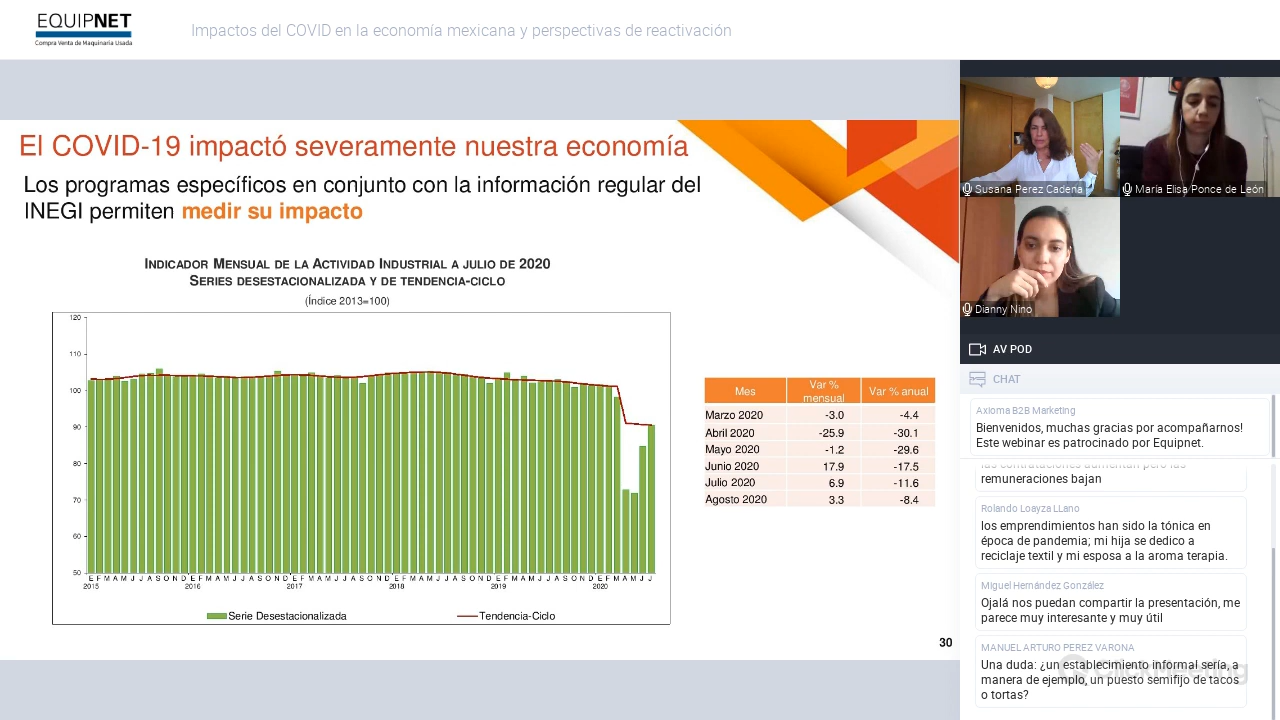 EQUIPNET
Compra Venta de Maquinaria Usada
Impactos del COVID en la economía mexicana y perspectivas de reactivación
El COVID-19 impactó severamente nuestra economía
Los programas específicos en conjunto con la información regular del
INEGI permiten medir su impacto
INDICADOR MENSUAL DE LA ACTIVIDAD INDUSTRIAL A JULIO DE 2020
SERIES DESESTACIONALIZADA Y DE TENDENCIA-CICLO
(Índice 2013=100)
120
110
100
90
80
70
60
50
E F M A M J J A S O N D E F M A M J J A S O N D E F M A M J J A S O N D E F M A M J J A S O N D E F M A M J J A S O N D E F M A M J J
2015 2016 2017 2018 2019 2020
Serie Desestacionalizada Tendencia-Ciclo
Mes Var % mensual Var % anual
Marzo 2020 -3.0 -4.4
Abril 2020 -25.9 -30.1
Mayo 2020 -1.2 -29.6
Junio 2020 17.9 -17.5
Julio 2020 6.9 -11.6
Agosto 2020 3.3 -8.4
30
Susana Perez Cadena
María Elisa Ponce de León
Dianny Nino
AV POD
CHAT
Axioma B2B Marketing
Bienvenidos, muchas gracias por acompañarnos!
Este webinar es patrocinado por Equipnet.
las contrataciones aumentan pero las
remuneraciones bajan
Rolando Loayza LLano
los emprendimientos han sido la tónica en
época de pandemia; mi hija se dedico a
reciclaje textil y mi esposa a la aroma terapia.
Miguel Hernández González
Ojalá nos puedan compartir la presentación, me
parece muy interesante y muy útil
MANUEL ARTURO PEREZ VARONA
Una duda: ¿un establecimiento informar sería, a
manera de ejemplo, un puesto semifijo de tacos
o tortas?
ClickMeeting